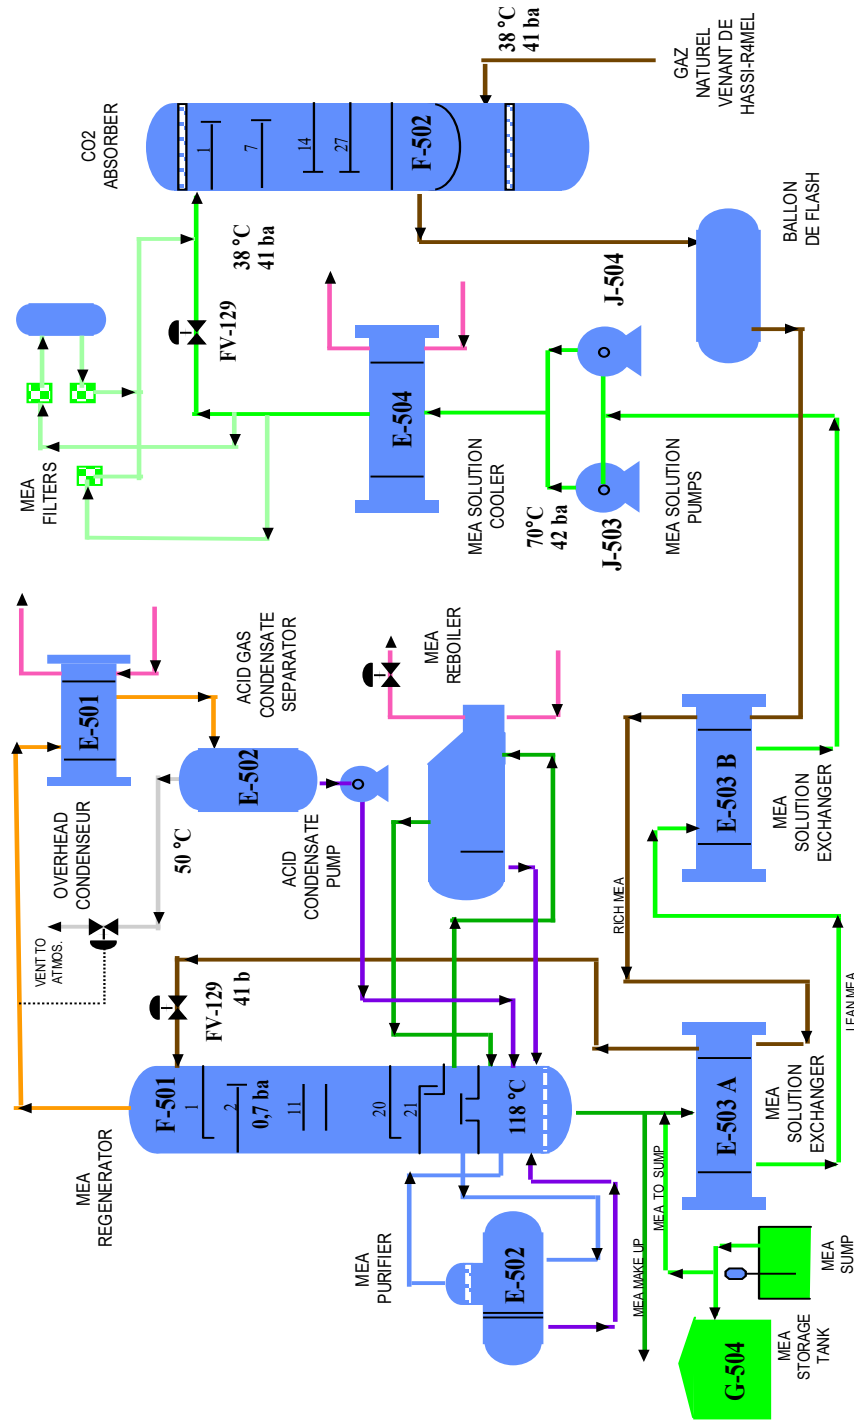 MEA
FILTERS
VENT TO
ATMOS.
OVERHEAD
CONDENSEUR
E-501
MEA
REGENERATOR
CO2
ABSORBER
F-501
1
2
0,7 ba
11
20
21
118 °C
50 °C
FV-129
41 b
FV-129
38 °C
41 ba
1
7
14
27
F-502
38 °C
41 ba
GAZ
NATUREL
VENANT DE
HASSI-R4MEL
ACID GAS
CONDENSATE
SEPARATOR
E-502
ACID
CONDENSATE
PUMP
MEA
REBOILER
MEA
PURIFIER
E-502
E-504
MEA SOLUTION
COOLER
70°C
42 ba
J-503
J-504
MEA SOLUTION
PUMPS
BALLON
DE FLASH
MEA MAKE UP
MEA TO SUMP
RICH MEA
G-504
MEA
STORAGE
TANK
MEA
SUMP
E-503 A
MEA
SOLUTION
EXCHANGER
E-503 B
MEA
SOLUTION
EXCHANGER
LEAN MEA